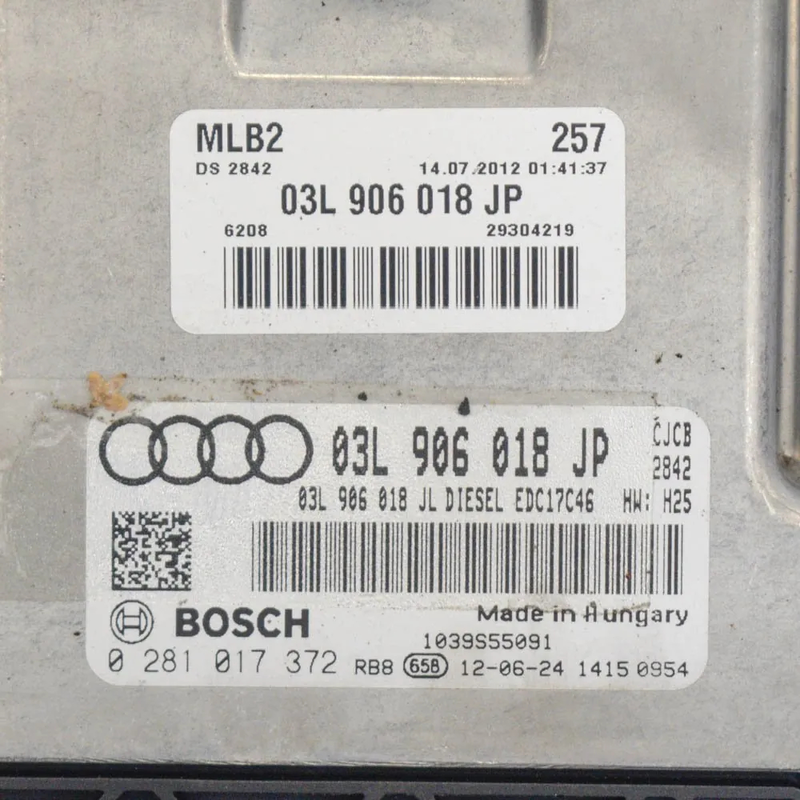 MLB2 257
DS 2842 14.07.2012 01:41:37
03L 906 018 JP
6208 29304219
03L 906 018 JP CJCB
2842
03L 906 018 JL DIESEL EDC17C46 HW: H25
BOSCH Made in Hungary
1039S55091
0 281 017 372 RB8 658 12-06-24 1415 0954